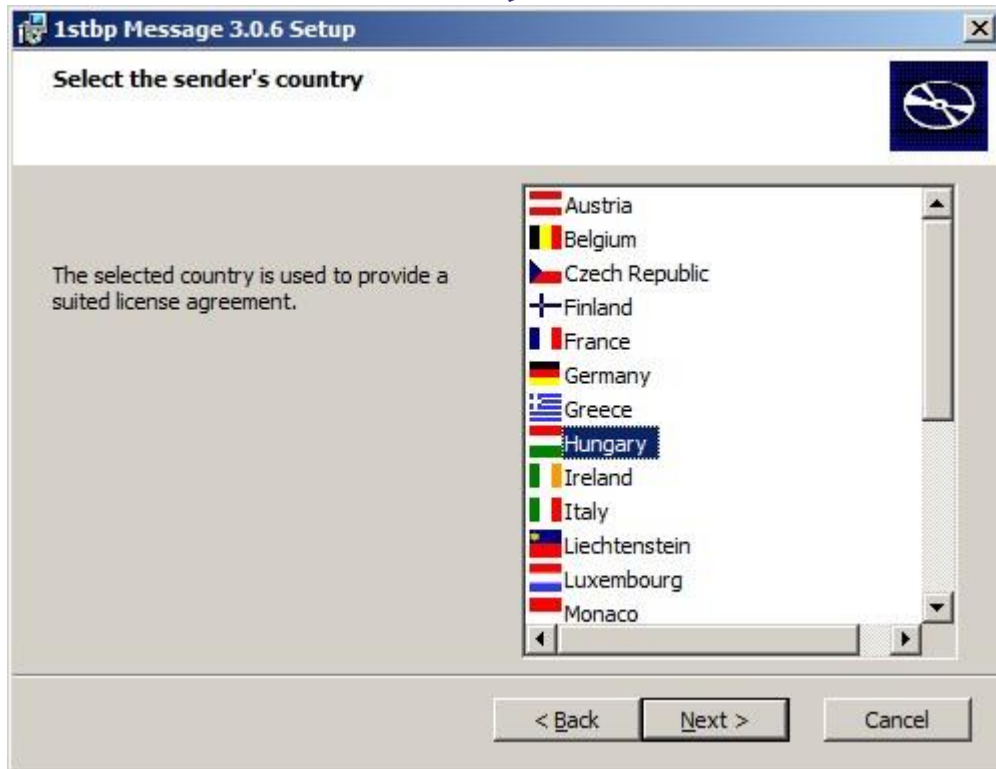 1stbp Message 3.0.6 Setup
Select the sender's country
The selected country is used to provide a
suited license agreement.
Austria
Belgium
Czech Republic
Finland
France
Germany
Greece
Hungary
Ireland
Italy
Liechtenstein
Luxembourg
Monaco
< Back
Next >
Cancel